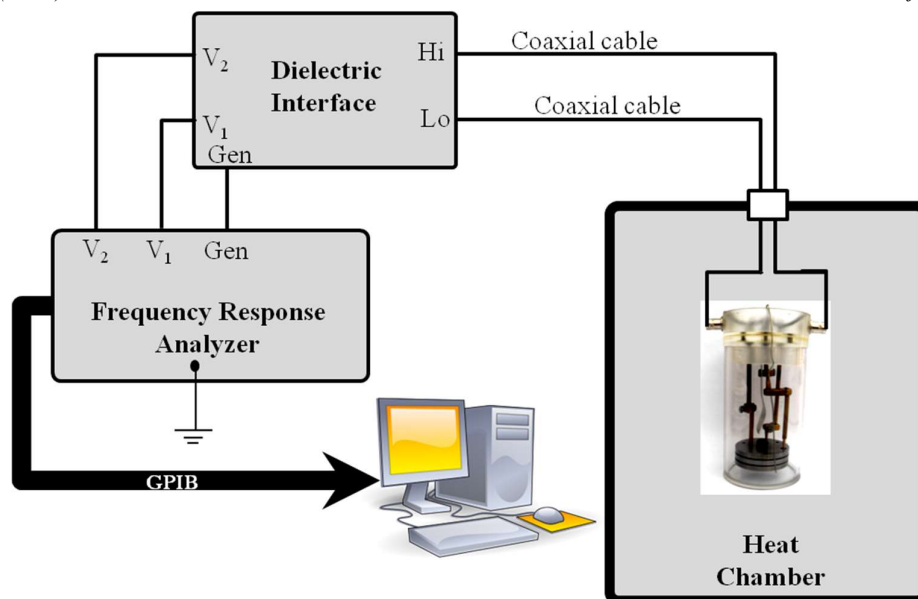 V₂
Dielectric
Interface
Hi
Coaxial cable
V₁
Lo
Coaxial cable
Gen
V₂
V₁
Gen
Frequency Response
Analyzer
GPIB
Heat
Chamber